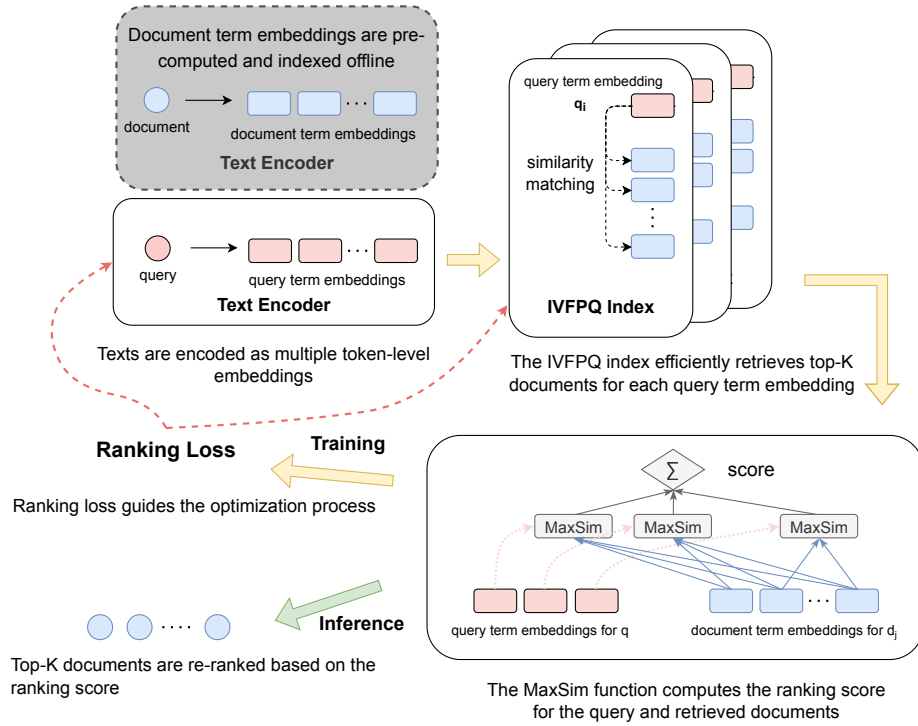 Document term embeddings are pre-
computed and indexed offline
document
document term embeddings
Text Encoder
query
query term embeddings
Text Encoder
Texts are encoded as multiple token-level
embeddings
query term embedding
q_i
similarity
matching
IVFPQ Index
The IVFPQ index efficiently retrieves top-K
documents for each query term embedding
Ranking Loss
Training
Ranking loss guides the optimization process
Σ
score
MaxSim
MaxSim
MaxSim
query term embeddings for q
document term embeddings for d_j
The MaxSim function computes the ranking score
for the query and retrieved documents
Inference
Top-K documents are re-ranked based on the
ranking score